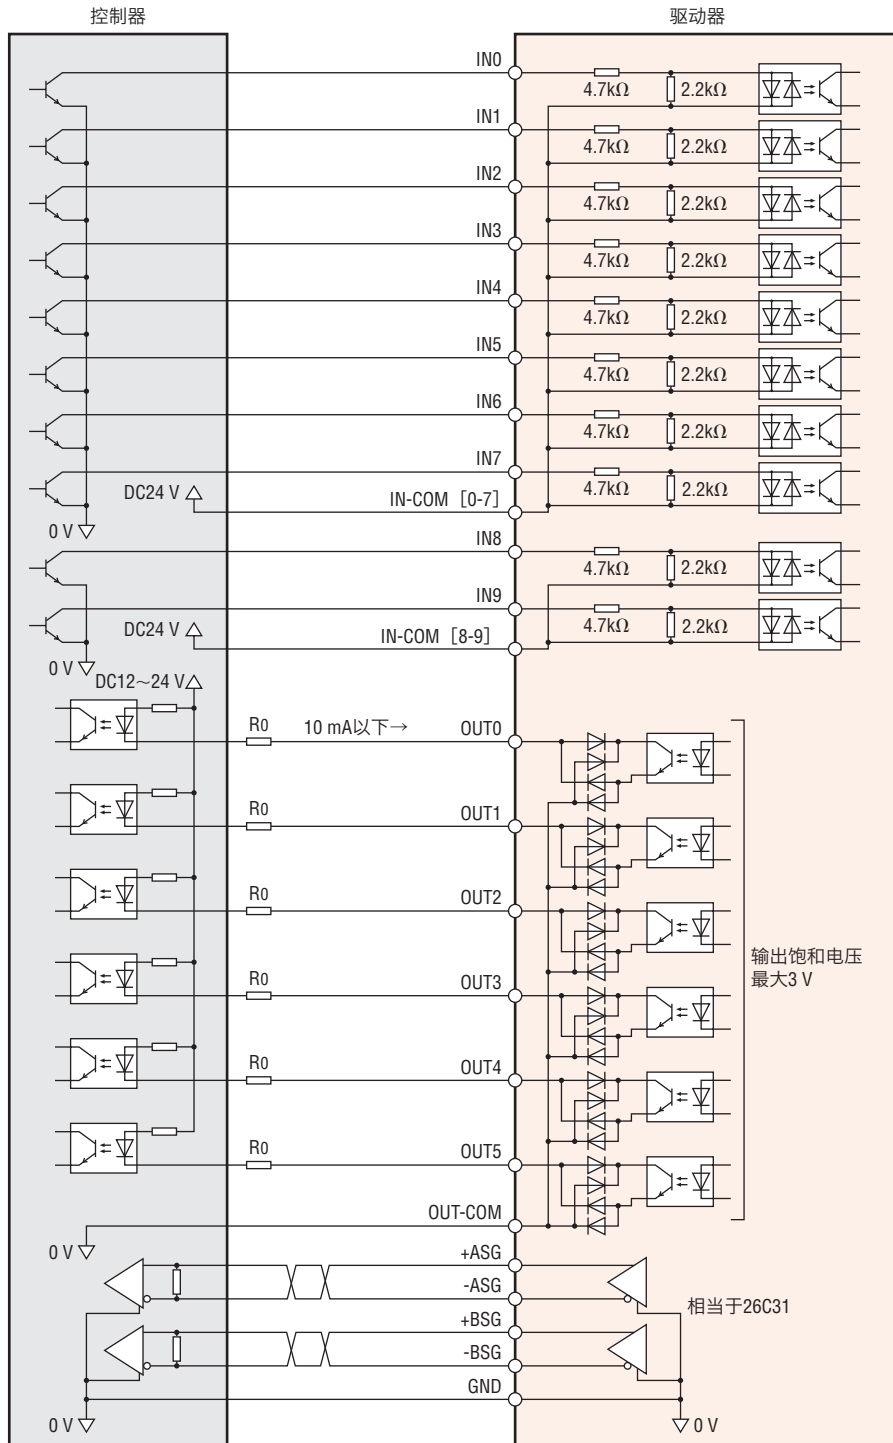 控制器
驱动器
IN0
4.7kΩ
2.2kΩ
IN1
4.7kΩ
2.2kΩ
IN2
4.7kΩ
2.2kΩ
IN3
4.7kΩ
2.2kΩ
IN4
4.7kΩ
2.2kΩ
IN5
4.7kΩ
2.2kΩ
IN6
4.7kΩ
2.2kΩ
IN7
4.7kΩ
2.2kΩ
DC24 V
IN-COM［0-7］
0 V
IN8
4.7kΩ
2.2kΩ
IN9
4.7kΩ
2.2kΩ
DC24 V
IN-COM［8-9］
0 V
DC12～24 V
R0
10 mA以下→
OUT0
R0
OUT1
R0
OUT2
输出饱和电压
最大3 V
R0
OUT3
R0
OUT4
R0
OUT5
OUT-COM
0 V
+ASG
-ASG
相当于26C31
+BSG
-BSG
GND
0 V
0 V